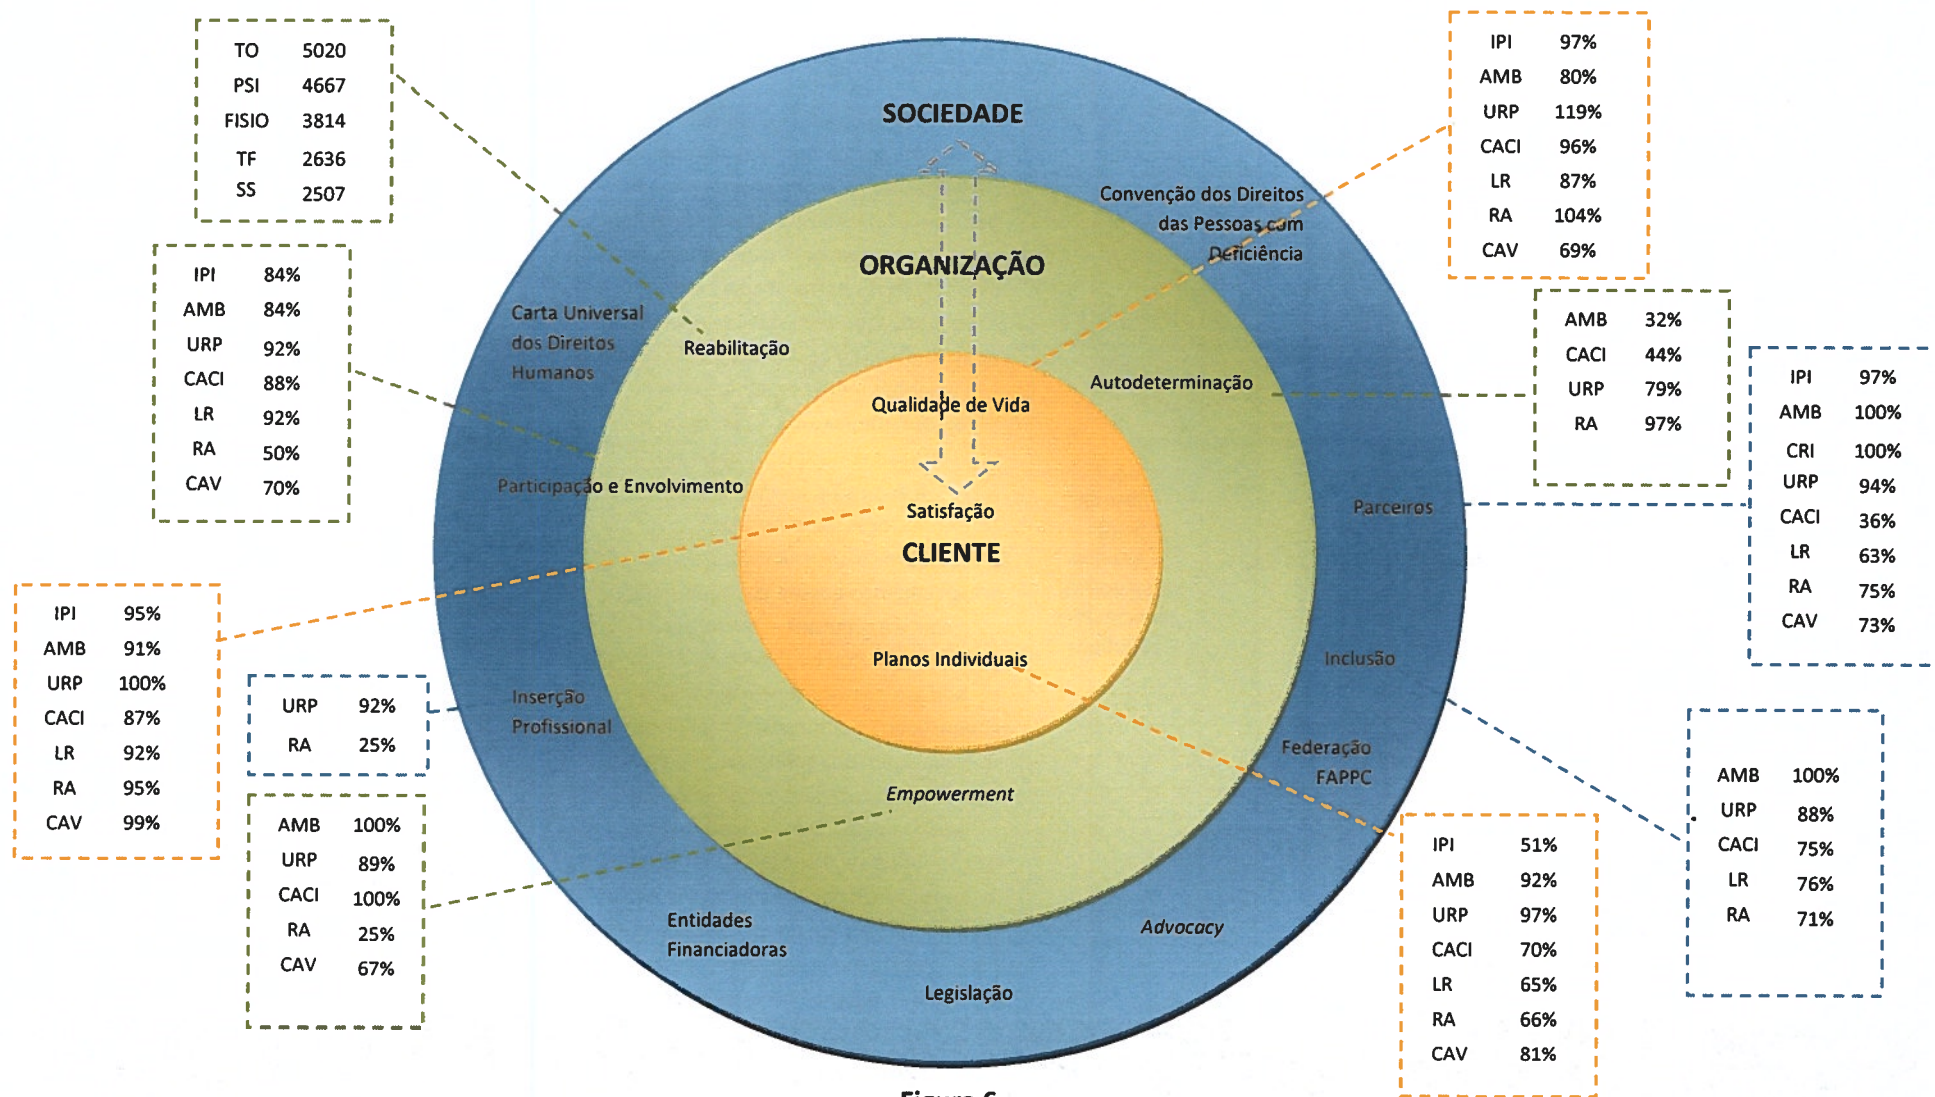 TO 5020
PSI 4667
FISIO 3814
TF 2636
SS 2507
IPI 84%
AMB 84%
URP 92%
CACI 88%
LR 92%
RA 50%
CAV 70%
IPI 95%
AMB 91%
URP 100%
CACI 87%
LR 92%
RA 95%
CAV 99%
URP 92%
RA 25%
AMB 100%
URP 89%
CACI 100%
RA 25%
CAV 67%
SOCIEDADE
Convenção dos Direitos
das Pessoas com
Deficiência
ORGANIZAÇÃO
Carta Universal
dos Direitos
Humanos
Reabilitação
Autodeterminação
Qualidade de Vida
Participação e Envolvimento
Satisfação
CLIENTE
Parceiros
Planos Individuais
Inclusão
Inserção
Profissional
Federação
FAPPC
Empowerment
Entidades
Financiadoras
Advocacy
Legislação
IPI 97%
AMB 80%
URP 119%
CACI 96%
LR 87%
RA 104%
CAV 69%
AMB 32%
CACI 44%
URP 79%
RA 97%
IPI 97%
AMB 100%
CRI 100%
URP 94%
CACI 36%
LR 63%
RA 75%
CAV 73%
AMB 100%
URP 88%
CACI 75%
LR 76%
RA 71%
IPI 51%
AMB 92%
URP 97%
CACI 70%
LR 65%
RA 66%
CAV 81%
Figura 6